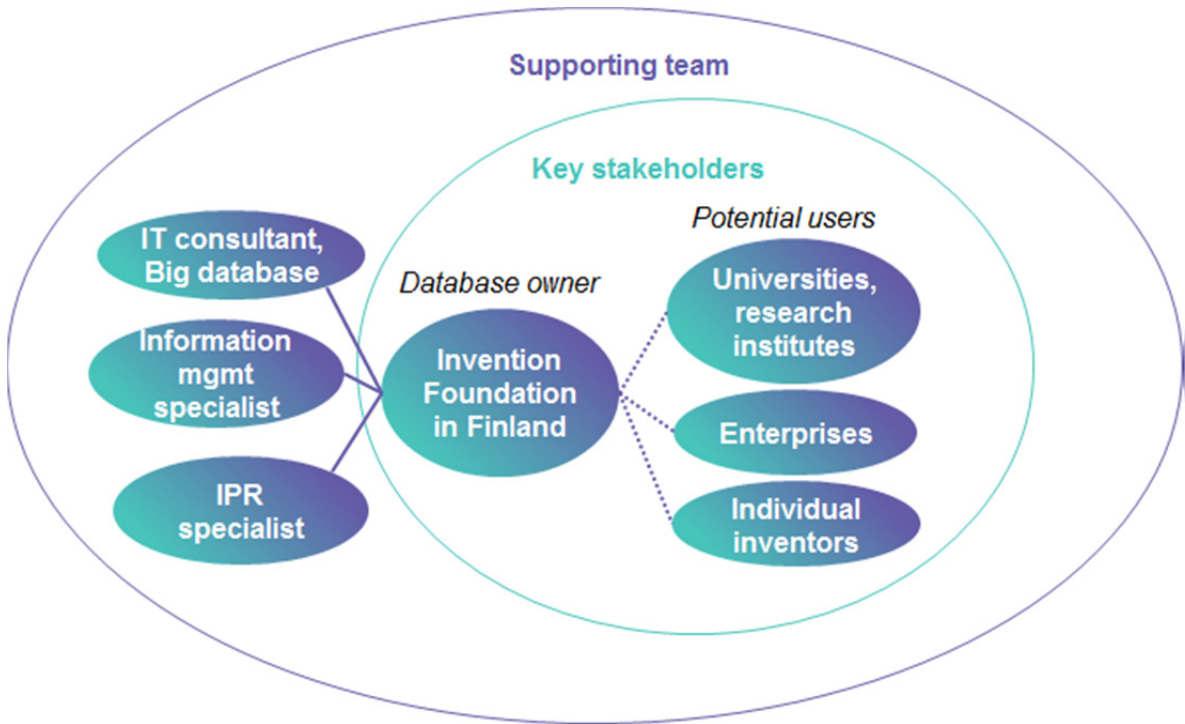 Supporting team
Key stakeholders
IT consultant,
Big database
Information
mgmt
specialist
IPR
specialist
Database owner
Invention
Foundation
in Finland
Potential users
Universities,
research
institutes
Enterprises
Individual
inventors